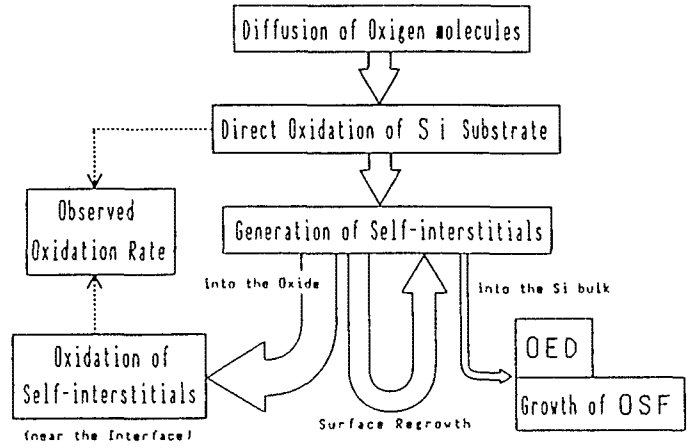 Diffusion of Oxigen molecules
Direct Oxidation of Si Substrate
Observed
Oxidation Rate
Generation of Self-interstitials
Into the Oxide
into the Si bulk
Oxidation of
Self-interstitials
(near the Interface)
Surface Regrowth
OED
Growth of OSF